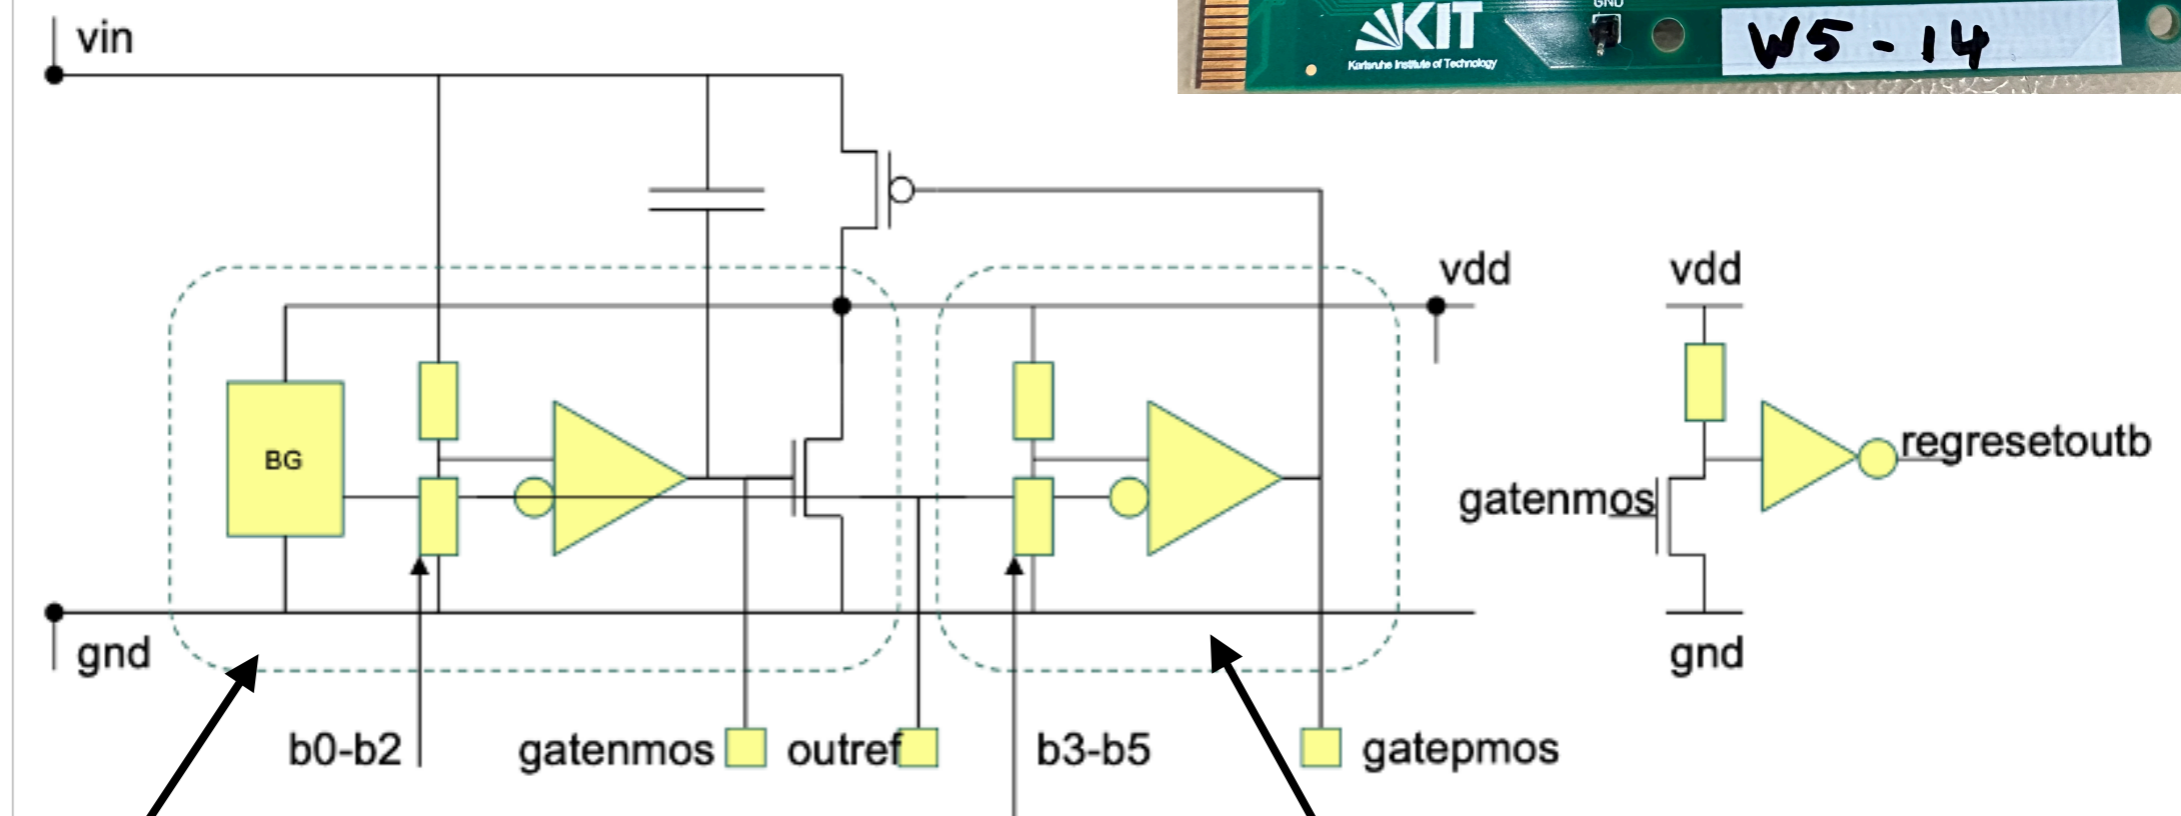 vin
GND
KIT
Karlsruhe Institute of Technology
W5-14
vdd
vdd
BG
regresetoutb
gatenmos
gnd
gnd
b0-b2
gatenmos
outref
b3-b5
gatepmos